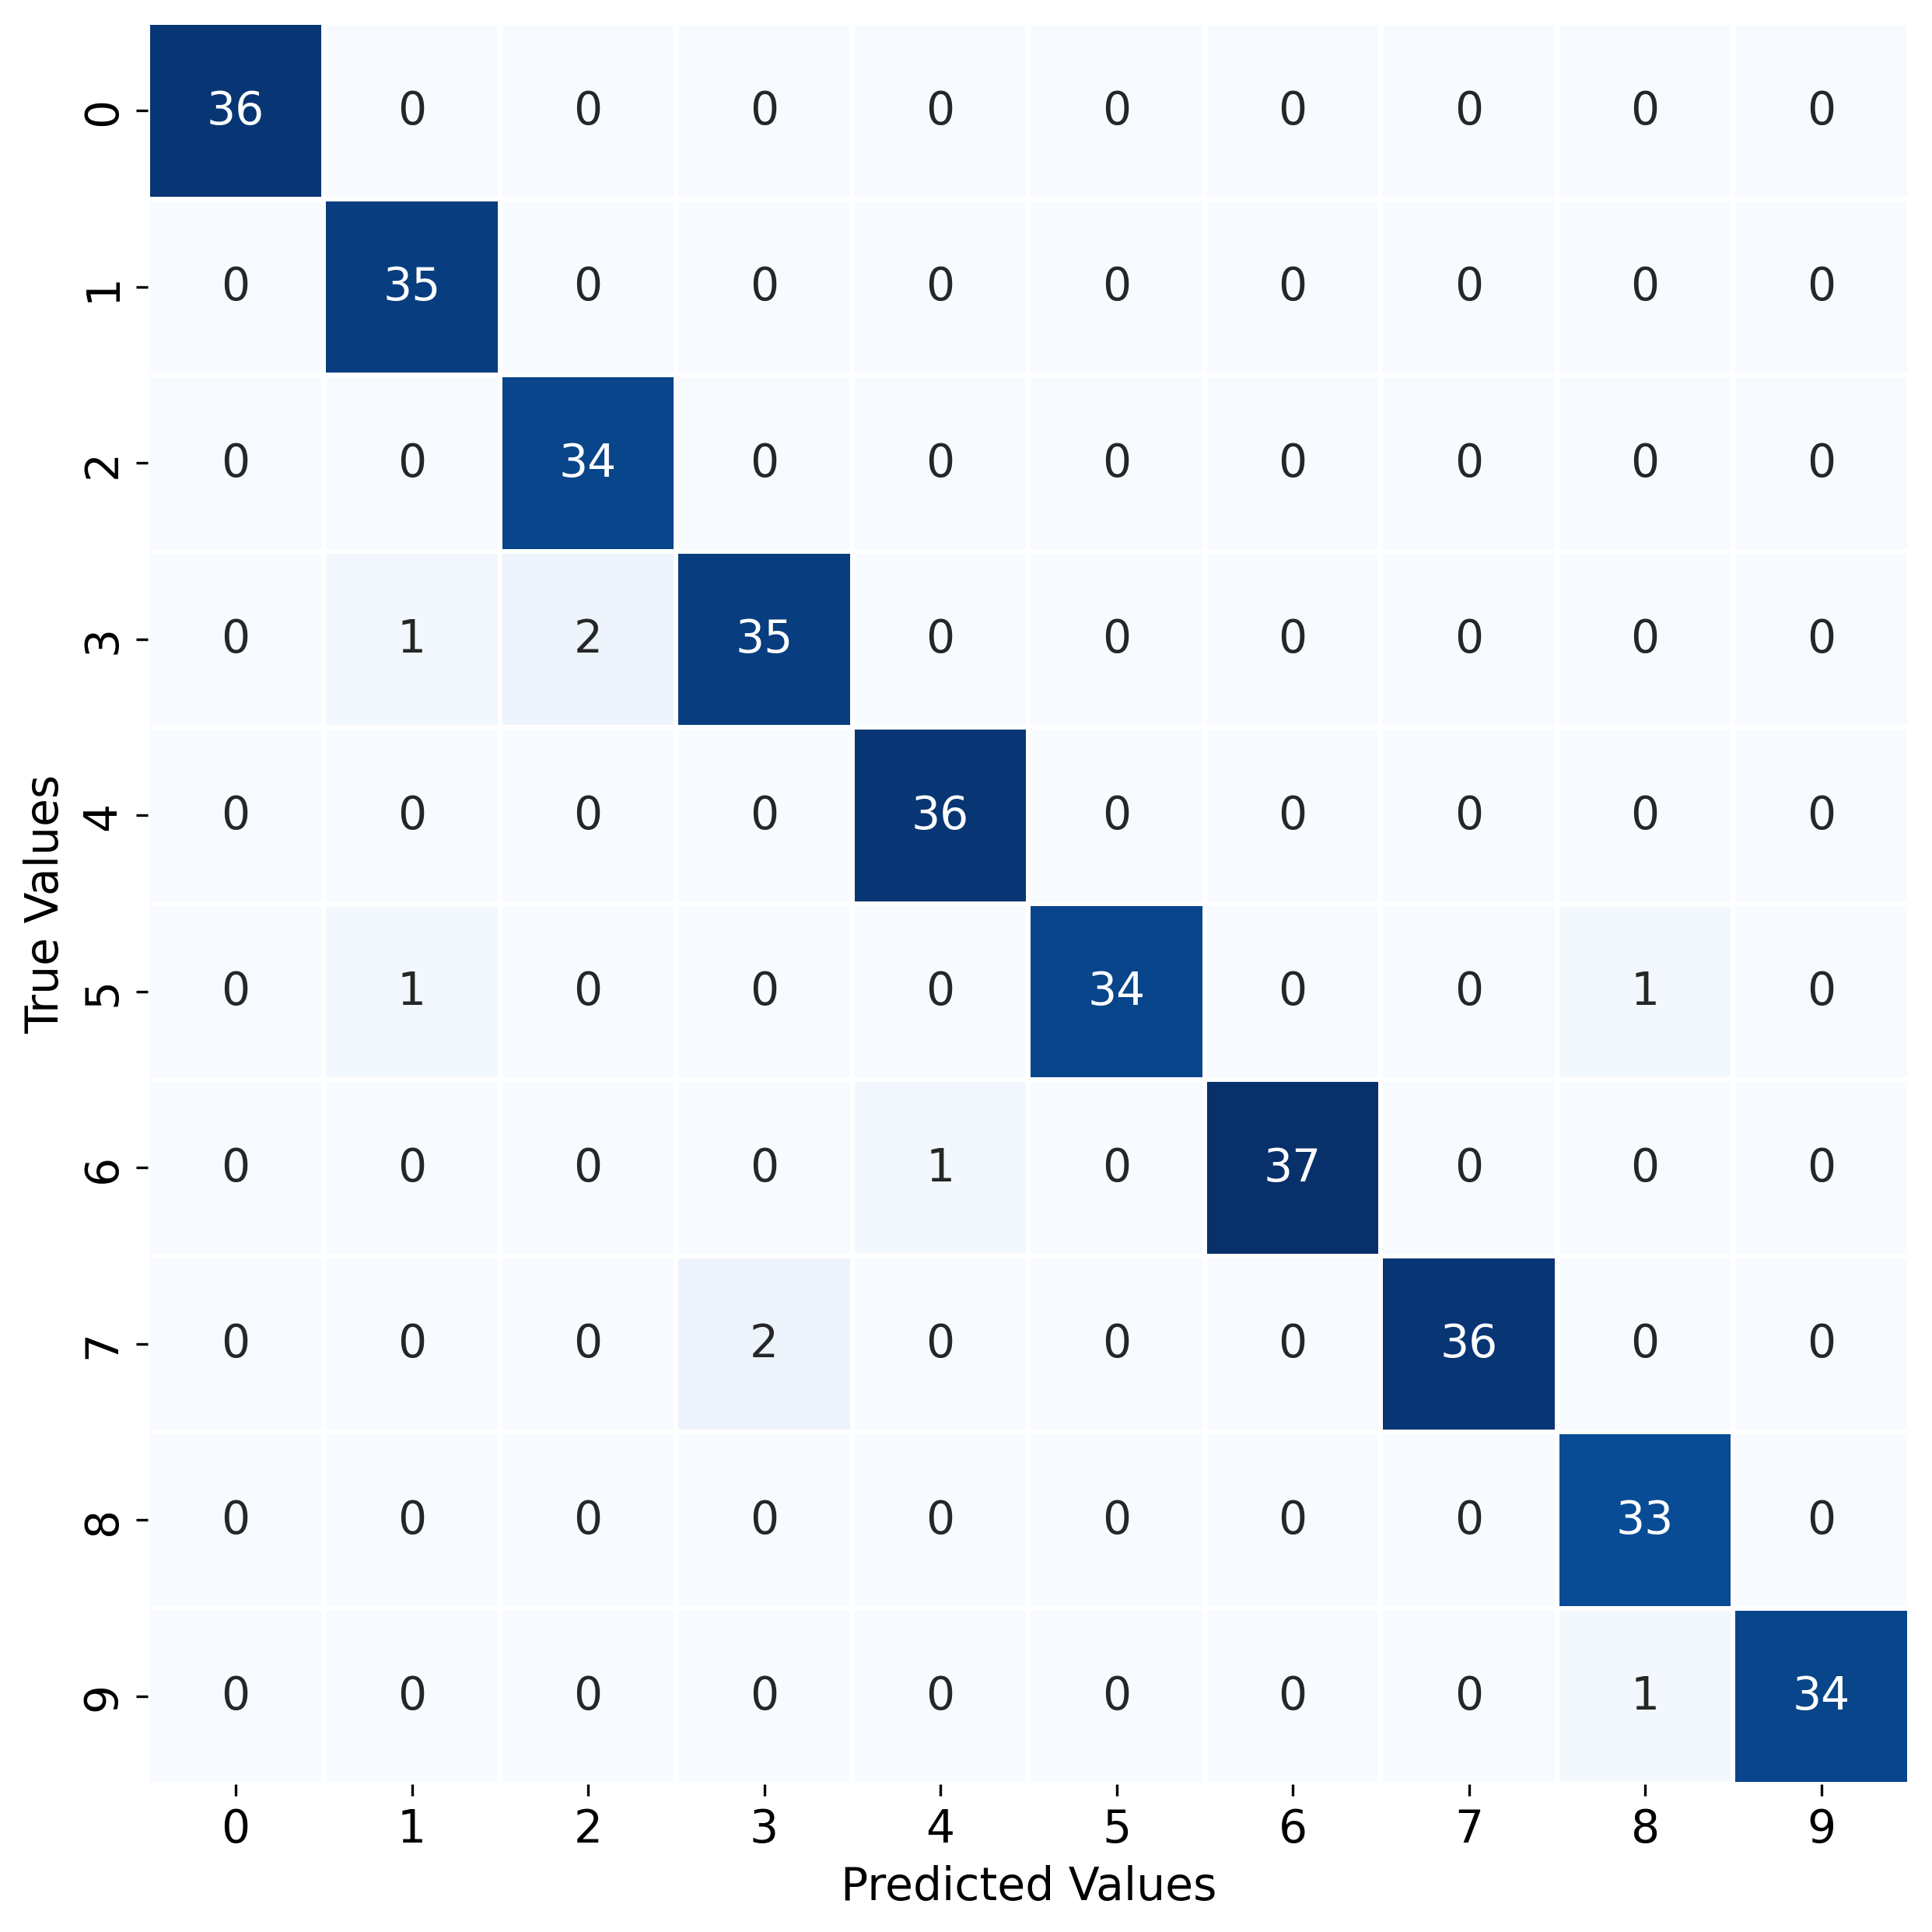 0 36 0 0 0 0 0 0 0 0 0
1 0 35 0 0 0 0 0 0 0 0
2 0 0 34 0 0 0 0 0 0 0
3 0 1 2 35 0 0 0 0 0 0
4 0 0 0 0 36 0 0 0 0 0
5 0 1 0 0 0 34 0 0 1 0
6 0 0 0 0 1 0 37 0 0 0
7 0 0 0 2 0 0 0 36 0 0
8 0 0 0 0 0 0 0 0 33 0
9 0 0 0 0 0 0 0 0 1 34
True Values
0 1 2 3 4 5 6 7 8 9
Predicted Values